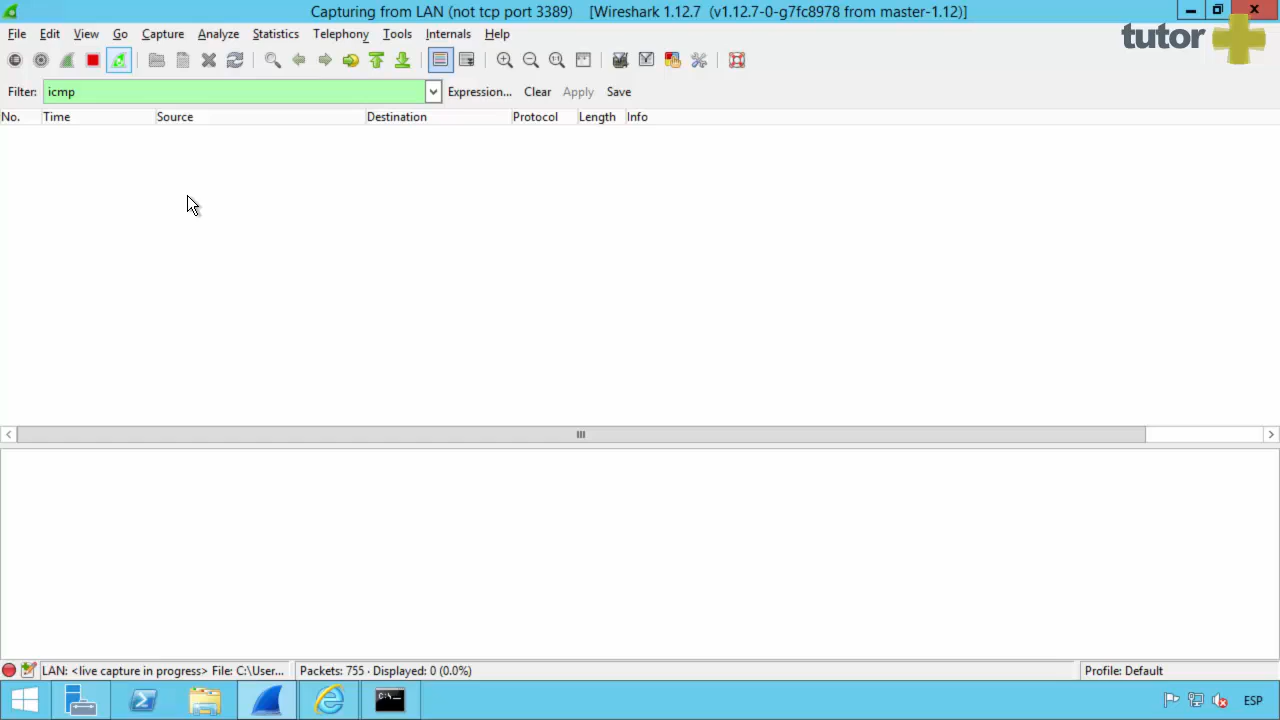 Capturing from LAN (not tcp port 3389) [Wireshark 1.12.7 (v1.12.7-0-g7fc8978 from master-1.12)]
tutor
File Edit View Go Capture Analyze Statistics Telephony Tools Internals Help
Filter: icmp Expression... Clear Apply Save
No. Time Source Destination Protocol Length Info
LAN: <live capture in progress> File: C:\User... Packets: 755 · Displayed: 0 (0.0%) Profile: Default
C:\_ ESP